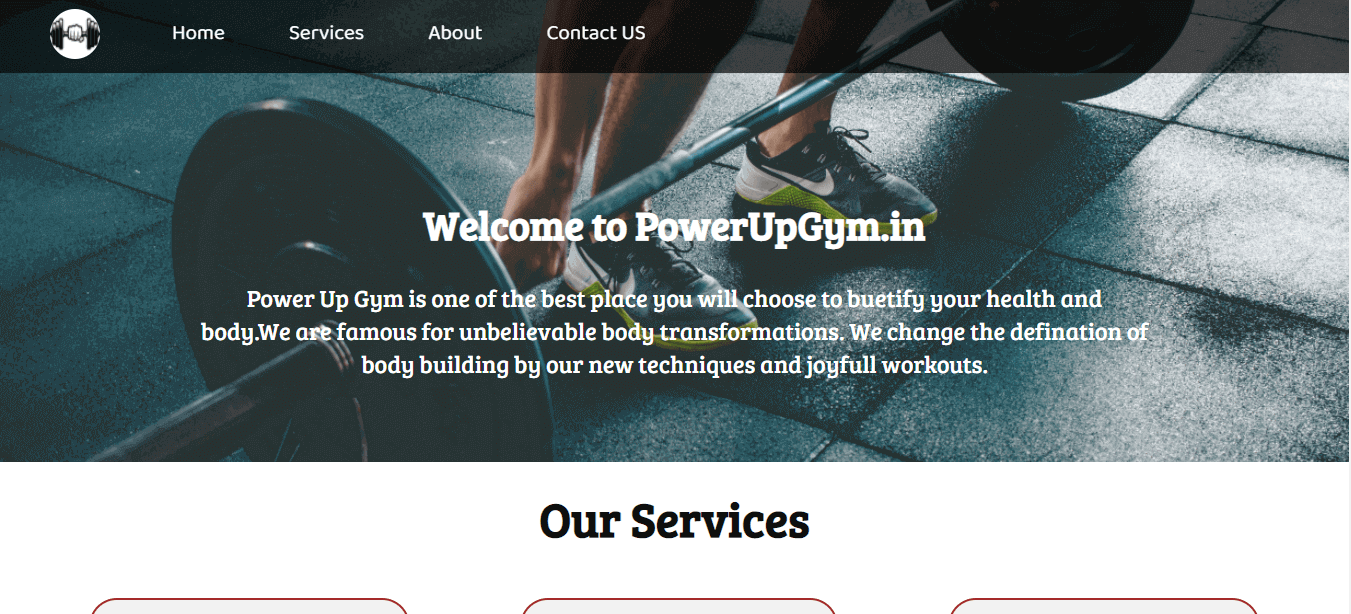 Home Services About Contact US
Welcome to PowerUpGym.in
Power Up Gym is one of the best place you will choose to buetify your health and
body.We are famous for unbelievable body transformations. We change the defination of
body building by our new techniques and joyfull workouts.
Our Services